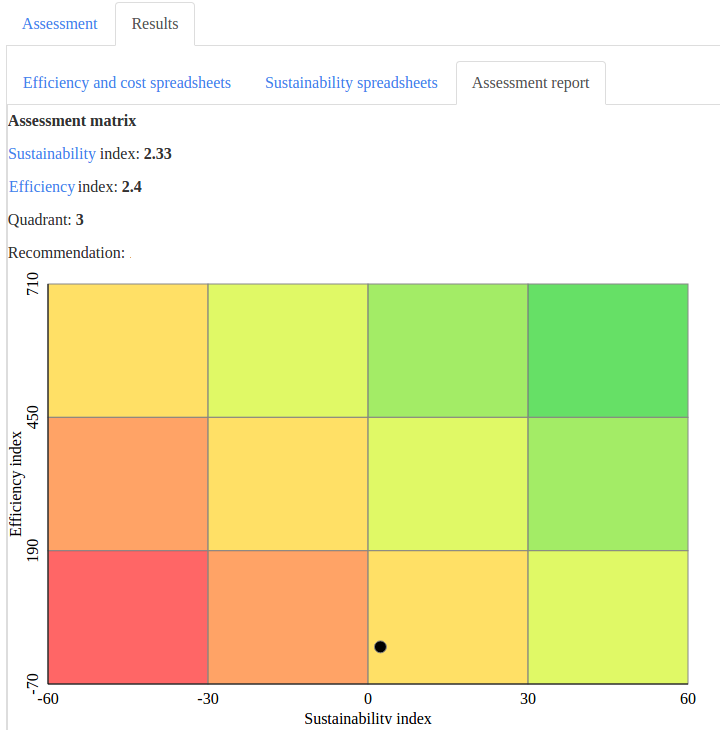 Assessment Results
Efficiency and cost spreadsheets Sustainability spreadsheets Assessment report
Assessment matrix
Sustainability index: 2.33
Efficiency index: 2.4
Quadrant: 3
Recommendation:
710
450
190
-70
Efficiency index
-60 -30 0 30 60
Sustainability index